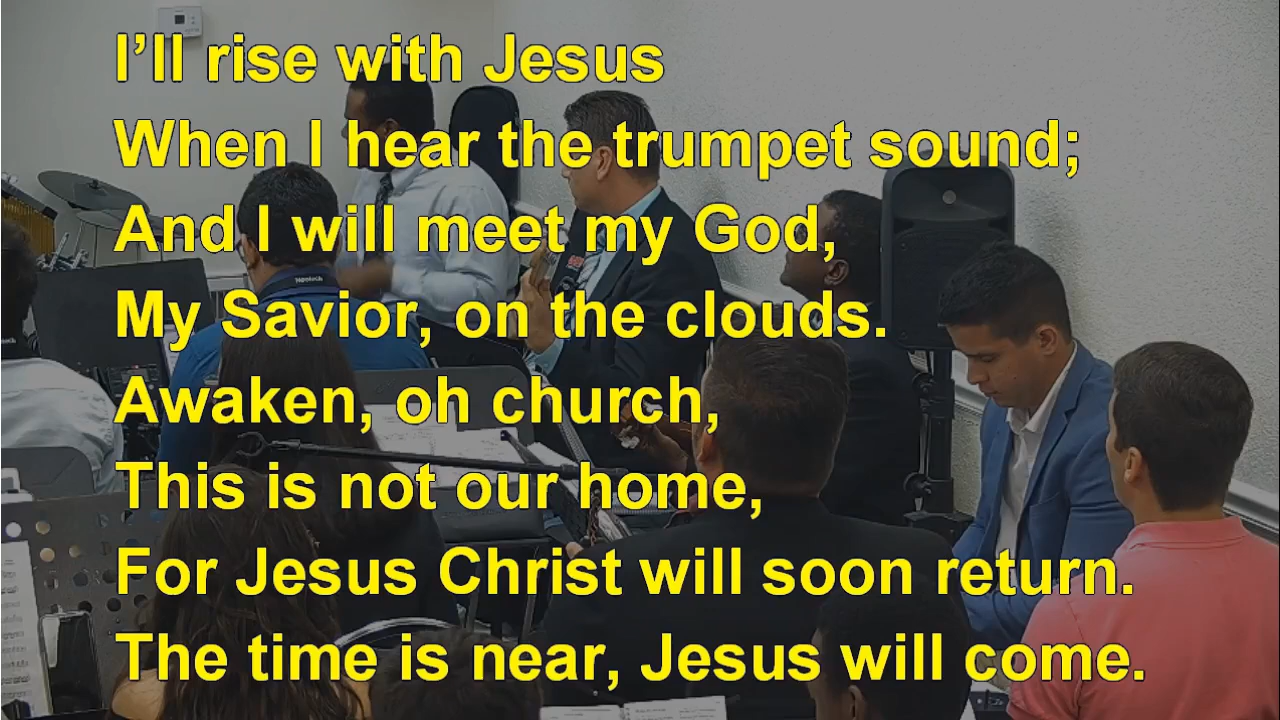 I’ll rise with Jesus
When I hear the trumpet sound;
And I will meet my God,
My Savior, on the clouds.
Awaken, oh church,
This is not our home,
For Jesus Christ will soon return.
The time is near, Jesus will come.